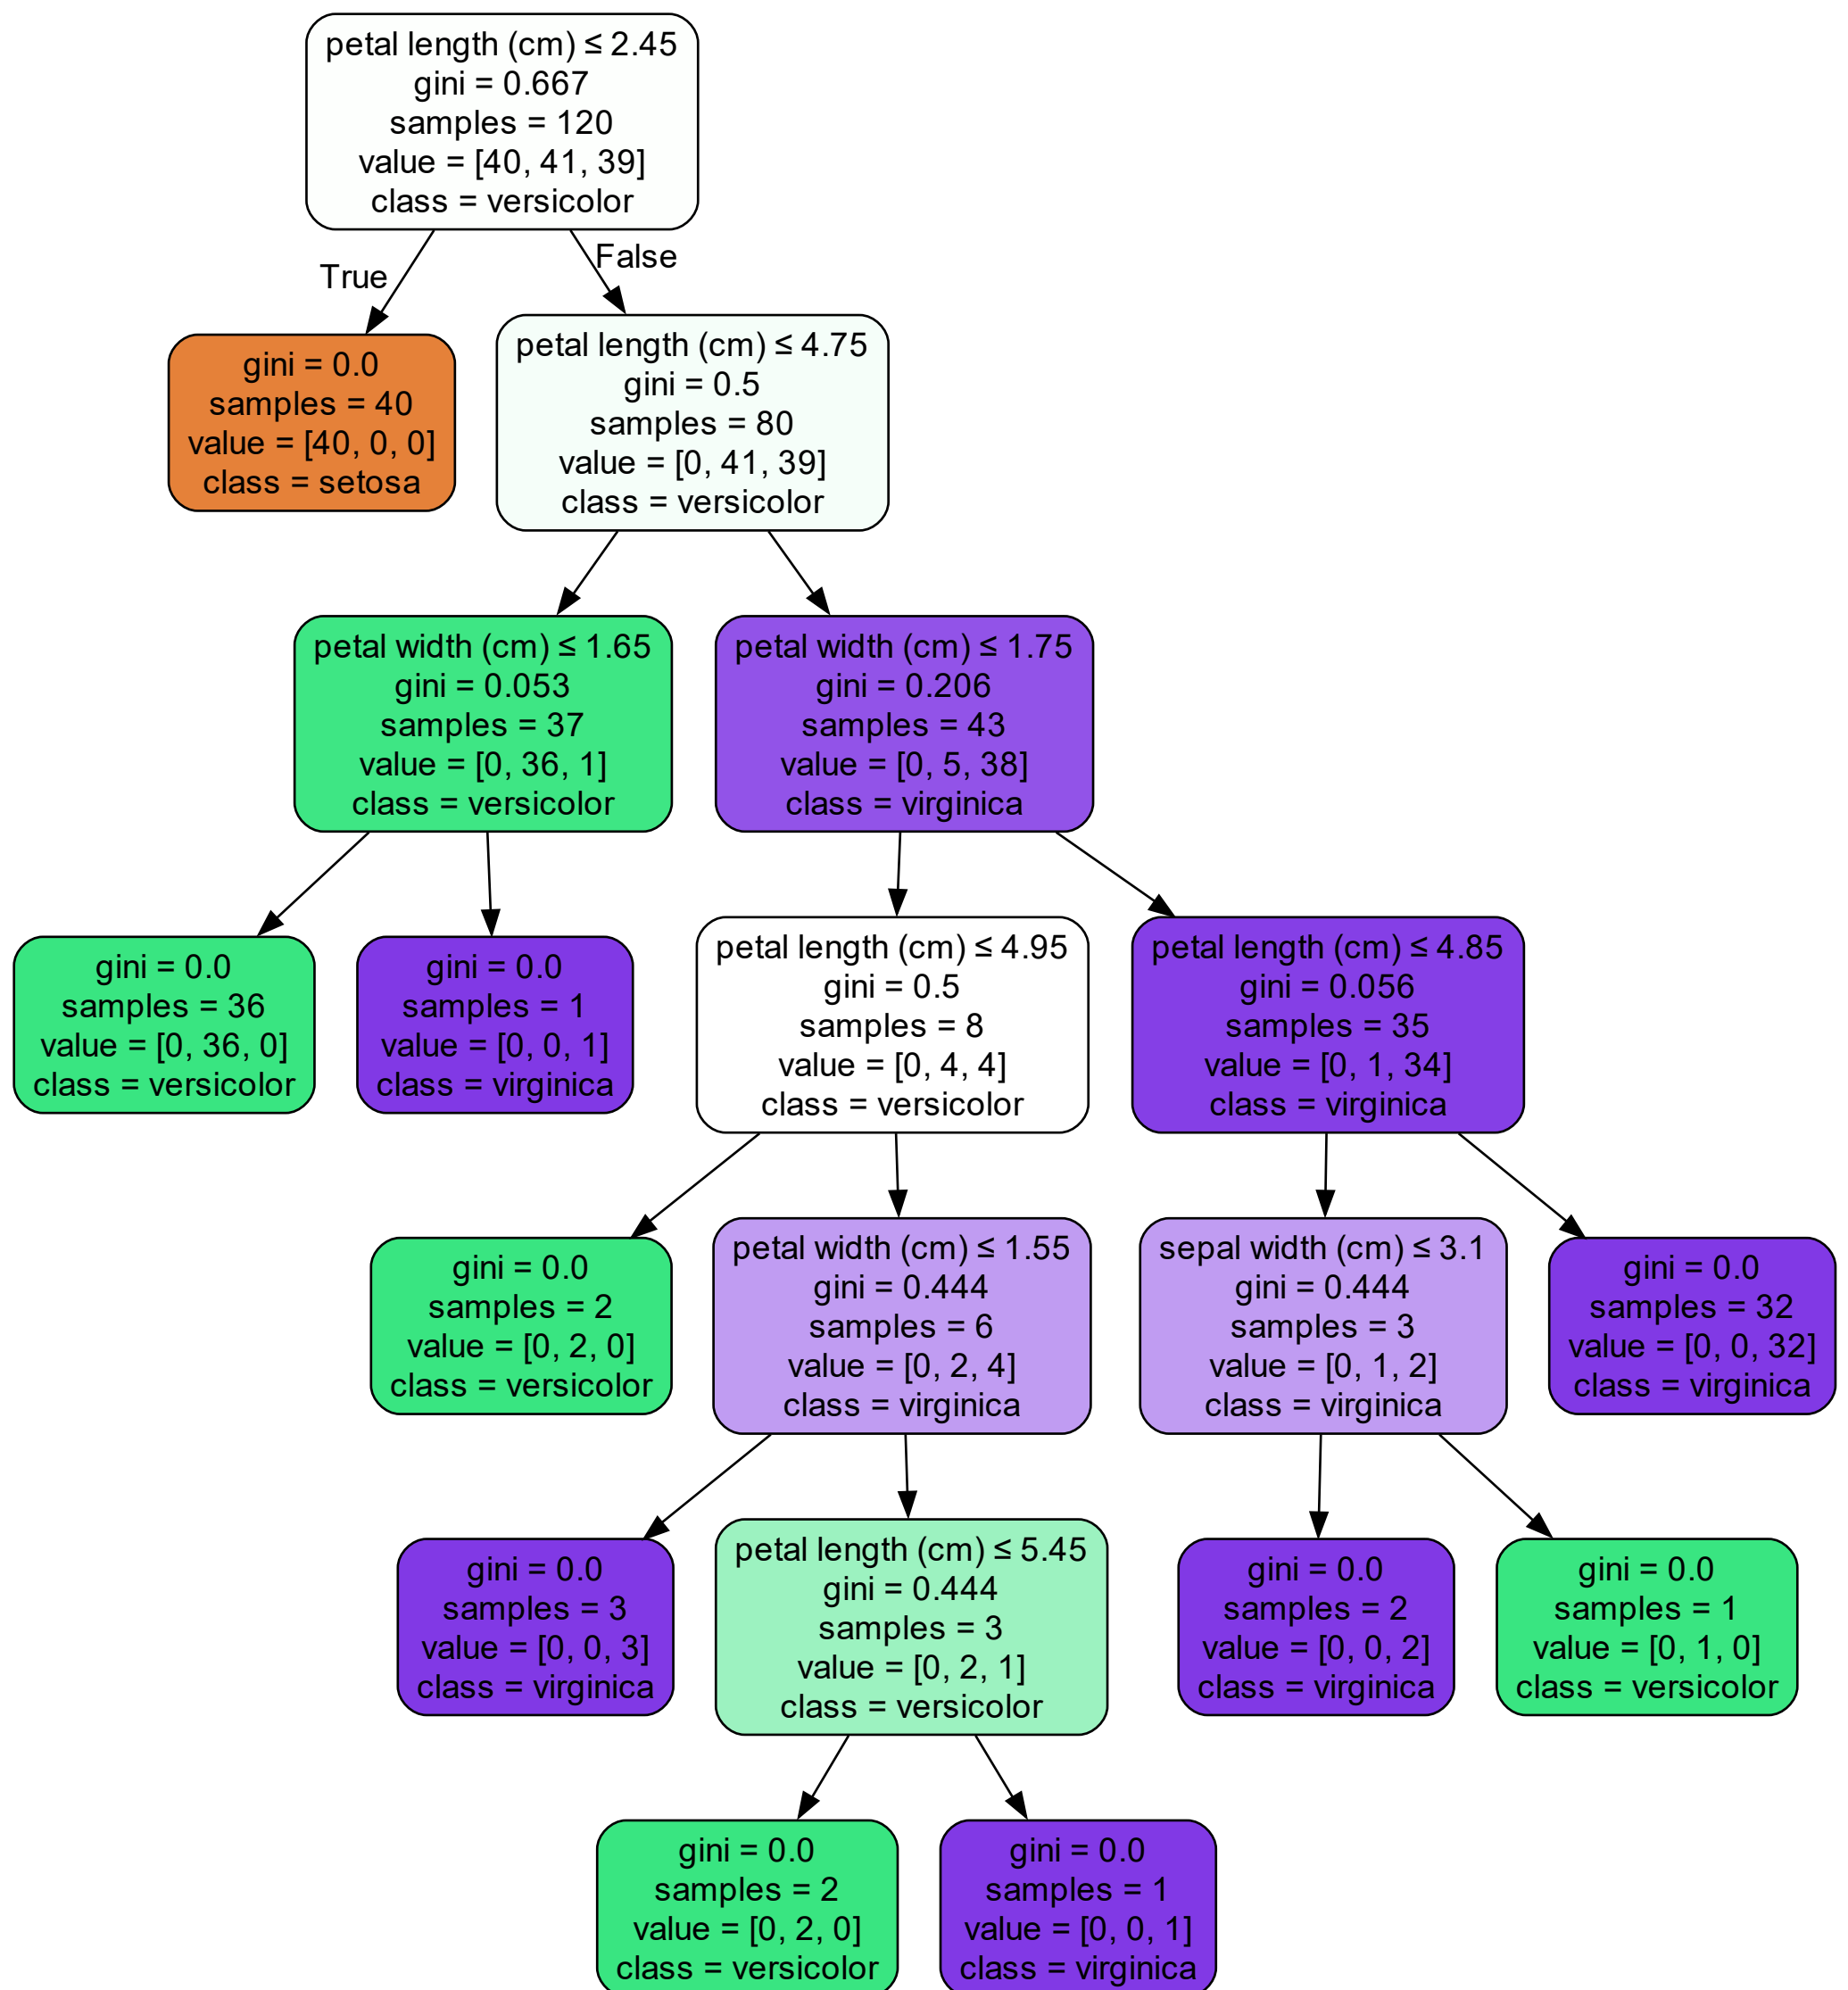 petal length (cm) ≤ 2.45
gini = 0.667
samples = 120
value = [40, 41, 39]
class = versicolor
True
False
gini = 0.0
samples = 40
value = [40, 0, 0]
class = setosa
petal length (cm) ≤ 4.75
gini = 0.5
samples = 80
value = [0, 41, 39]
class = versicolor
petal width (cm) ≤ 1.65
gini = 0.053
samples = 37
value = [0, 36, 1]
class = versicolor
petal width (cm) ≤ 1.75
gini = 0.206
samples = 43
value = [0, 5, 38]
class = virginica
gini = 0.0
samples = 36
value = [0, 36, 0]
class = versicolor
gini = 0.0
samples = 1
value = [0, 0, 1]
class = virginica
petal length (cm) ≤ 4.95
gini = 0.5
samples = 8
value = [0, 4, 4]
class = versicolor
petal length (cm) ≤ 4.85
gini = 0.056
samples = 35
value = [0, 1, 34]
class = virginica
gini = 0.0
samples = 2
value = [0, 2, 0]
class = versicolor
petal width (cm) ≤ 1.55
gini = 0.444
samples = 6
value = [0, 2, 4]
class = virginica
sepal width (cm) ≤ 3.1
gini = 0.444
samples = 3
value = [0, 1, 2]
class = virginica
gini = 0.0
samples = 32
value = [0, 0, 32]
class = virginica
gini = 0.0
samples = 3
value = [0, 0, 3]
class = virginica
petal length (cm) ≤ 5.45
gini = 0.444
samples = 3
value = [0, 2, 1]
class = versicolor
gini = 0.0
samples = 2
value = [0, 0, 2]
class = virginica
gini = 0.0
samples = 1
value = [0, 1, 0]
class = versicolor
gini = 0.0
samples = 2
value = [0, 2, 0]
class = versicolor
gini = 0.0
samples = 1
value = [0, 0, 1]
class = virginica